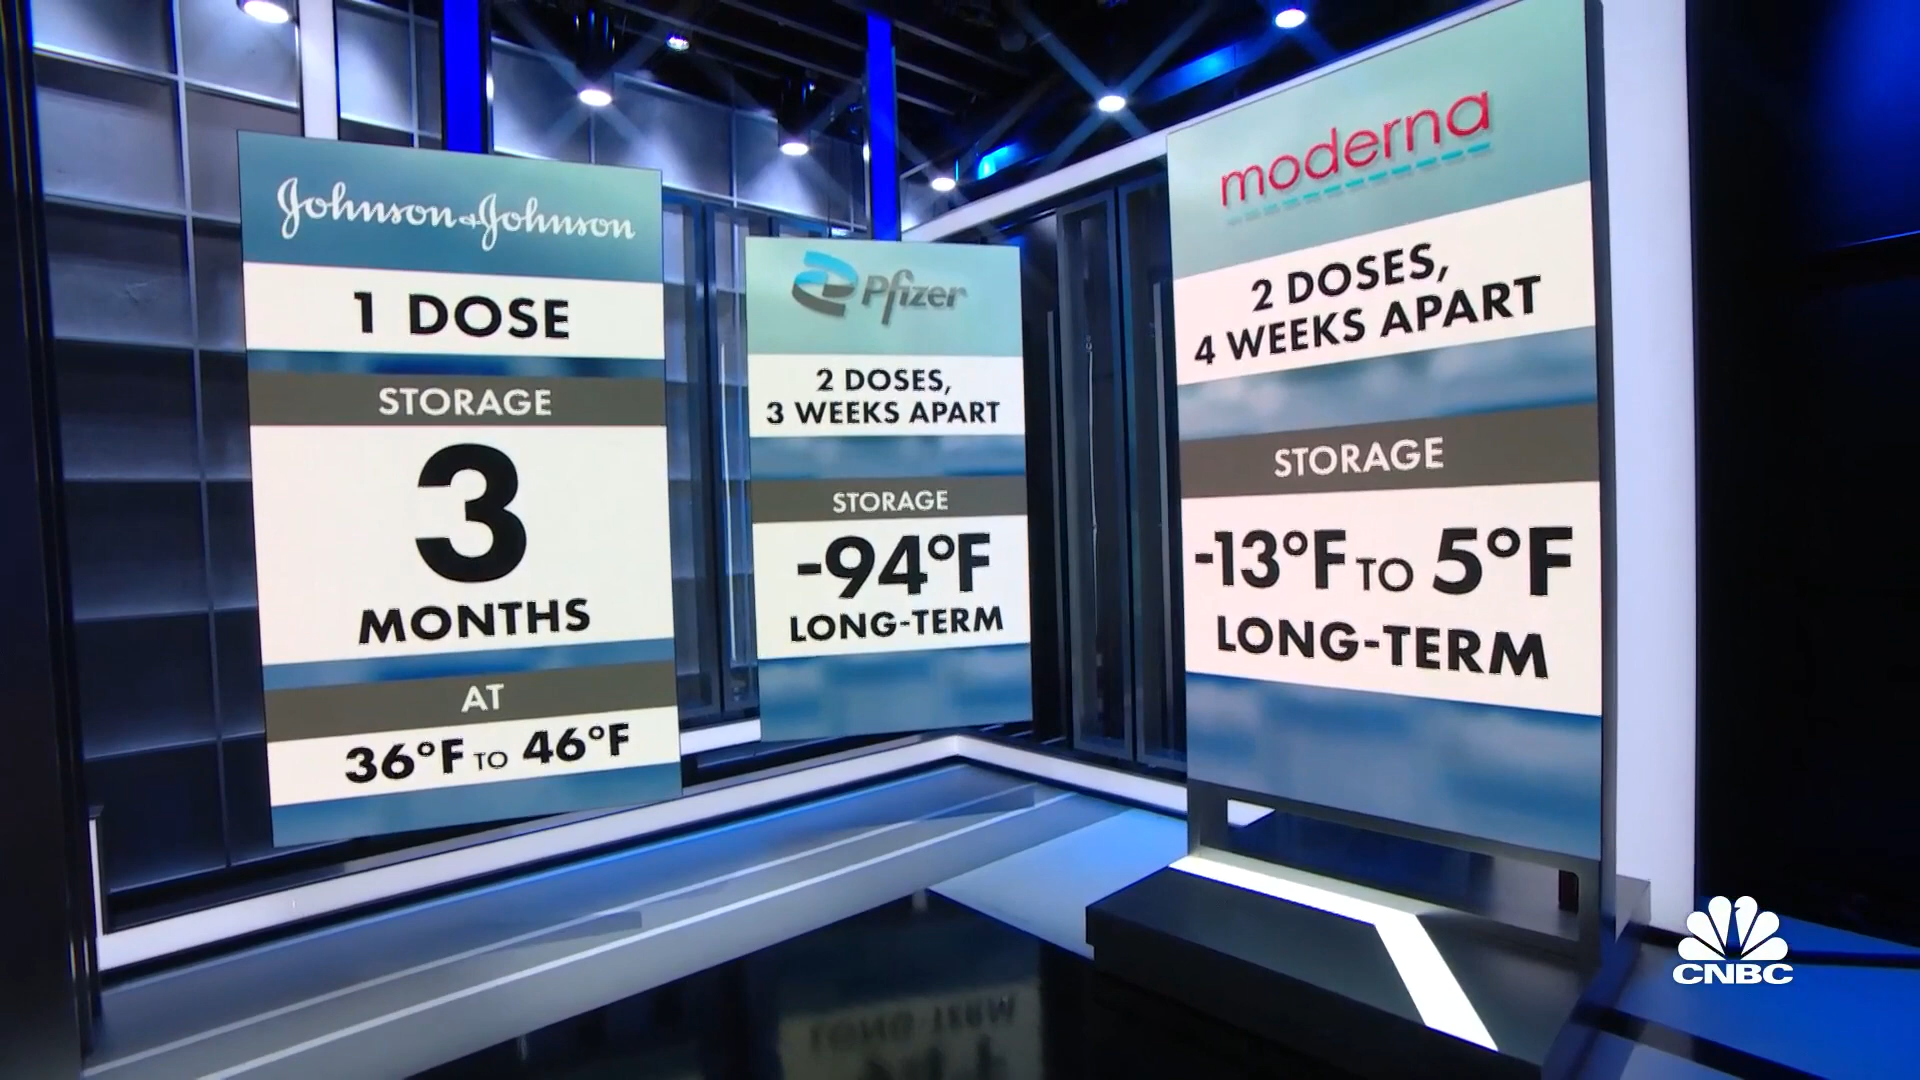 Johnson & Johnson
1 DOSE
STORAGE
3
MONTHS
AT
36°F TO 46°F
Pfizer
2 DOSES,
3 WEEKS APART
STORAGE
-94°F
LONG-TERM
moderna
2 DOSES,
4 WEEKS APART
STORAGE
-13°F TO 5°F
LONG-TERM
CNBC